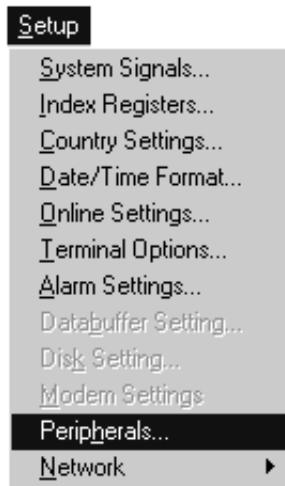 Setup
System Signals...
Index Registers...
Country Settings...
Date/Time Format...
Online Settings...
Terminal Options...
Alarm Settings...
Databuffer Setting...
Disk Setting...
Modem Settings
Peripherals...
Network